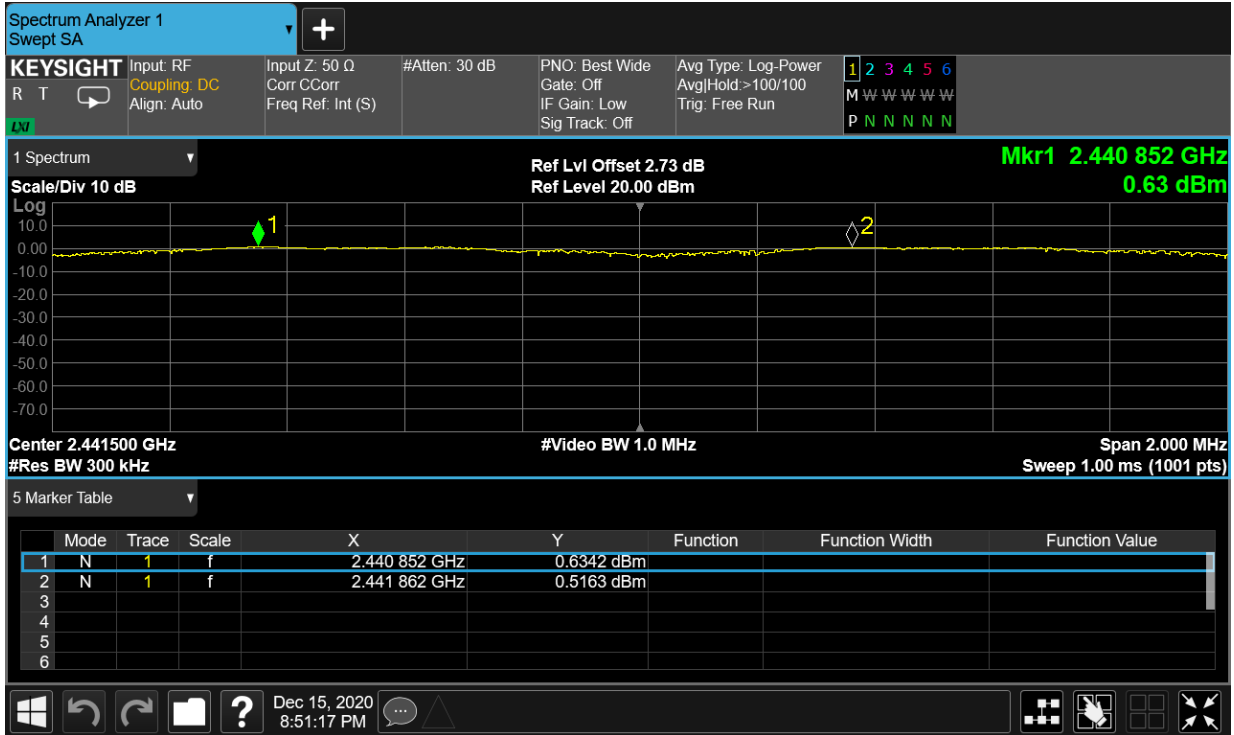 Spectrum Analyzer 1
Swept SA
KEYSIGHT
R T
LXI
Input: RF
Coupling: DC
Align: Auto
Input Z: 50 Ω
Corr CCorr
Freq Ref: Int (S)
#Atten: 30 dB
PNO: Best Wide
Gate: Off
IF Gain: Low
Sig Track: Off
Avg Type: Log-Power
Avg|Hold:>100/100
Trig: Free Run
1 2 3 4 5 6
M W W W W W
P N N N N N
1 Spectrum
Scale/Div 10 dB
Ref Lvl Offset 2.73 dB
Ref Level 20.00 dBm
Mkr1 2.440 852 GHz
0.63 dBm
Log
10.0
0.00
-10.0
-20.0
-30.0
-40.0
-50.0
-60.0
-70.0
1
2
Center 2.441500 GHz
#Video BW 1.0 MHz
Span 2.000 MHz
#Res BW 300 kHz
Sweep 1.00 ms (1001 pts)
5 Marker Table
Mode Trace Scale X Y Function Function Width Function Value
1 N 1 f 2.440 852 GHz 0.6342 dBm
2 N 1 f 2.441 862 GHz 0.5163 dBm
3
4
5
6
?
Dec 15, 2020
8:51:17 PM